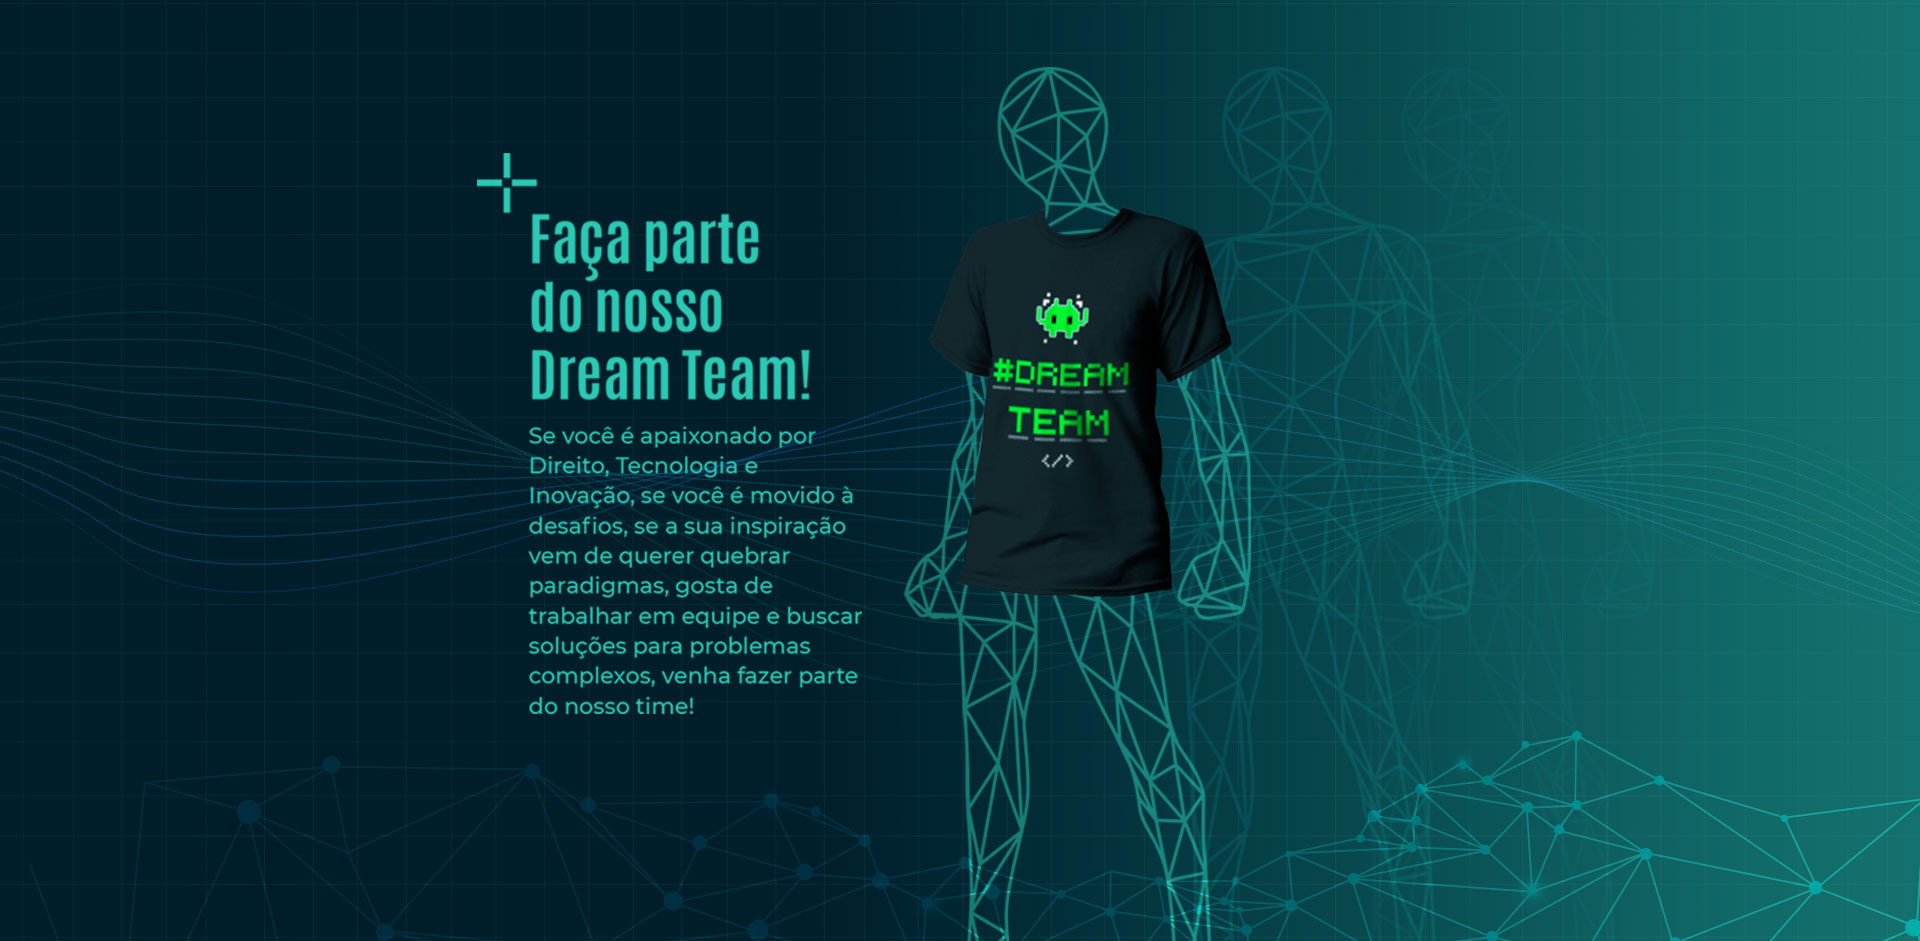 Faça parte
do nosso
Dream Team!
Se você é apaixonado por
Direito, Tecnologia e
Inovação, se você é movido à
desafios, se a sua inspiração
vem de querer quebrar
paradigmas, gosta de
trabalhar em equipe e buscar
soluções para problemas
complexos, venha fazer parte
do nosso time!
#DREAM
TEAM
</>